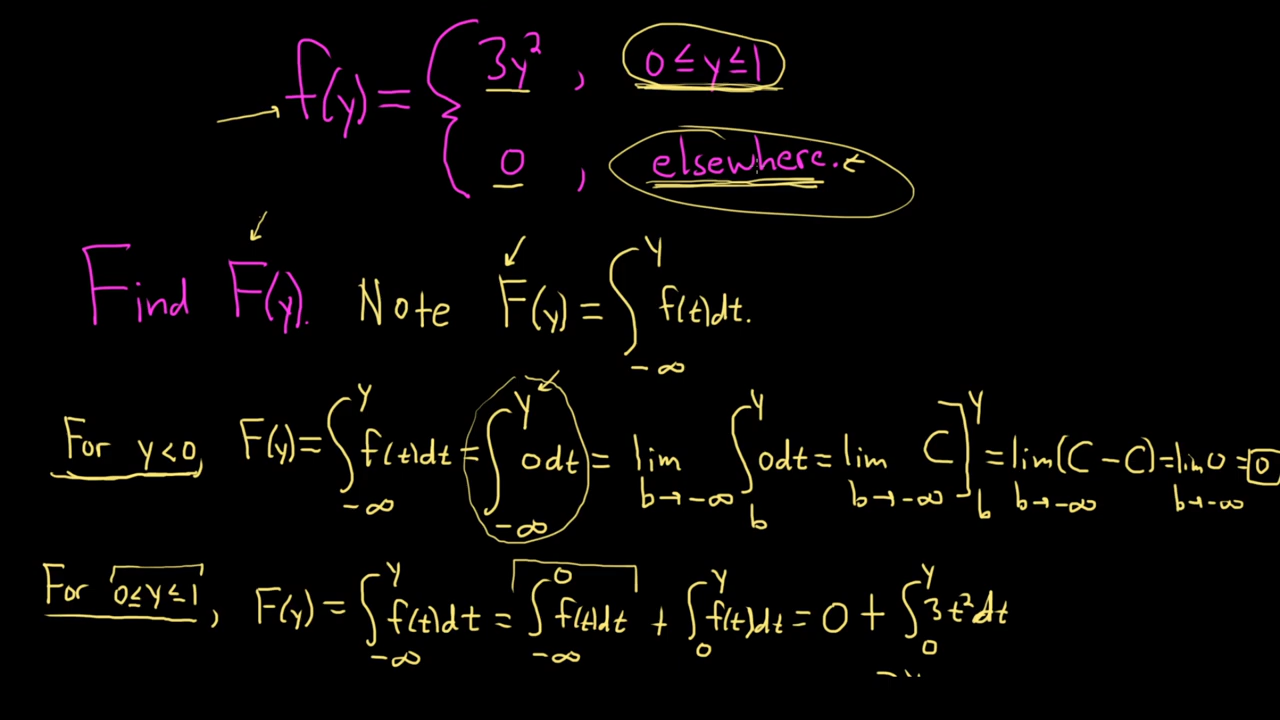 f(y) = { 3y², 0 ≤ y ≤ 1
0, elsewhere.
Find F(y). Note F(y) = ∫_{-∞}^{y} f(t)dt.
For y<0, F(y) = ∫_{-∞}^{y} f(t)dt = ∫_{-∞}^{y} 0dt = lim_{b→-∞} ∫_{b}^{y} 0dt = lim_{b→-∞} C]_{b}^{y} = lim_{b→-∞} (C - C) = lim_{b→-∞} 0 = 0
For 0≤y≤1, F(y) = ∫_{-∞}^{y} f(t)dt = ∫_{-∞}^{0} f(t)dt + ∫_{0}^{y} f(t)dt = 0 + ∫_{0}^{y} 3t²dt